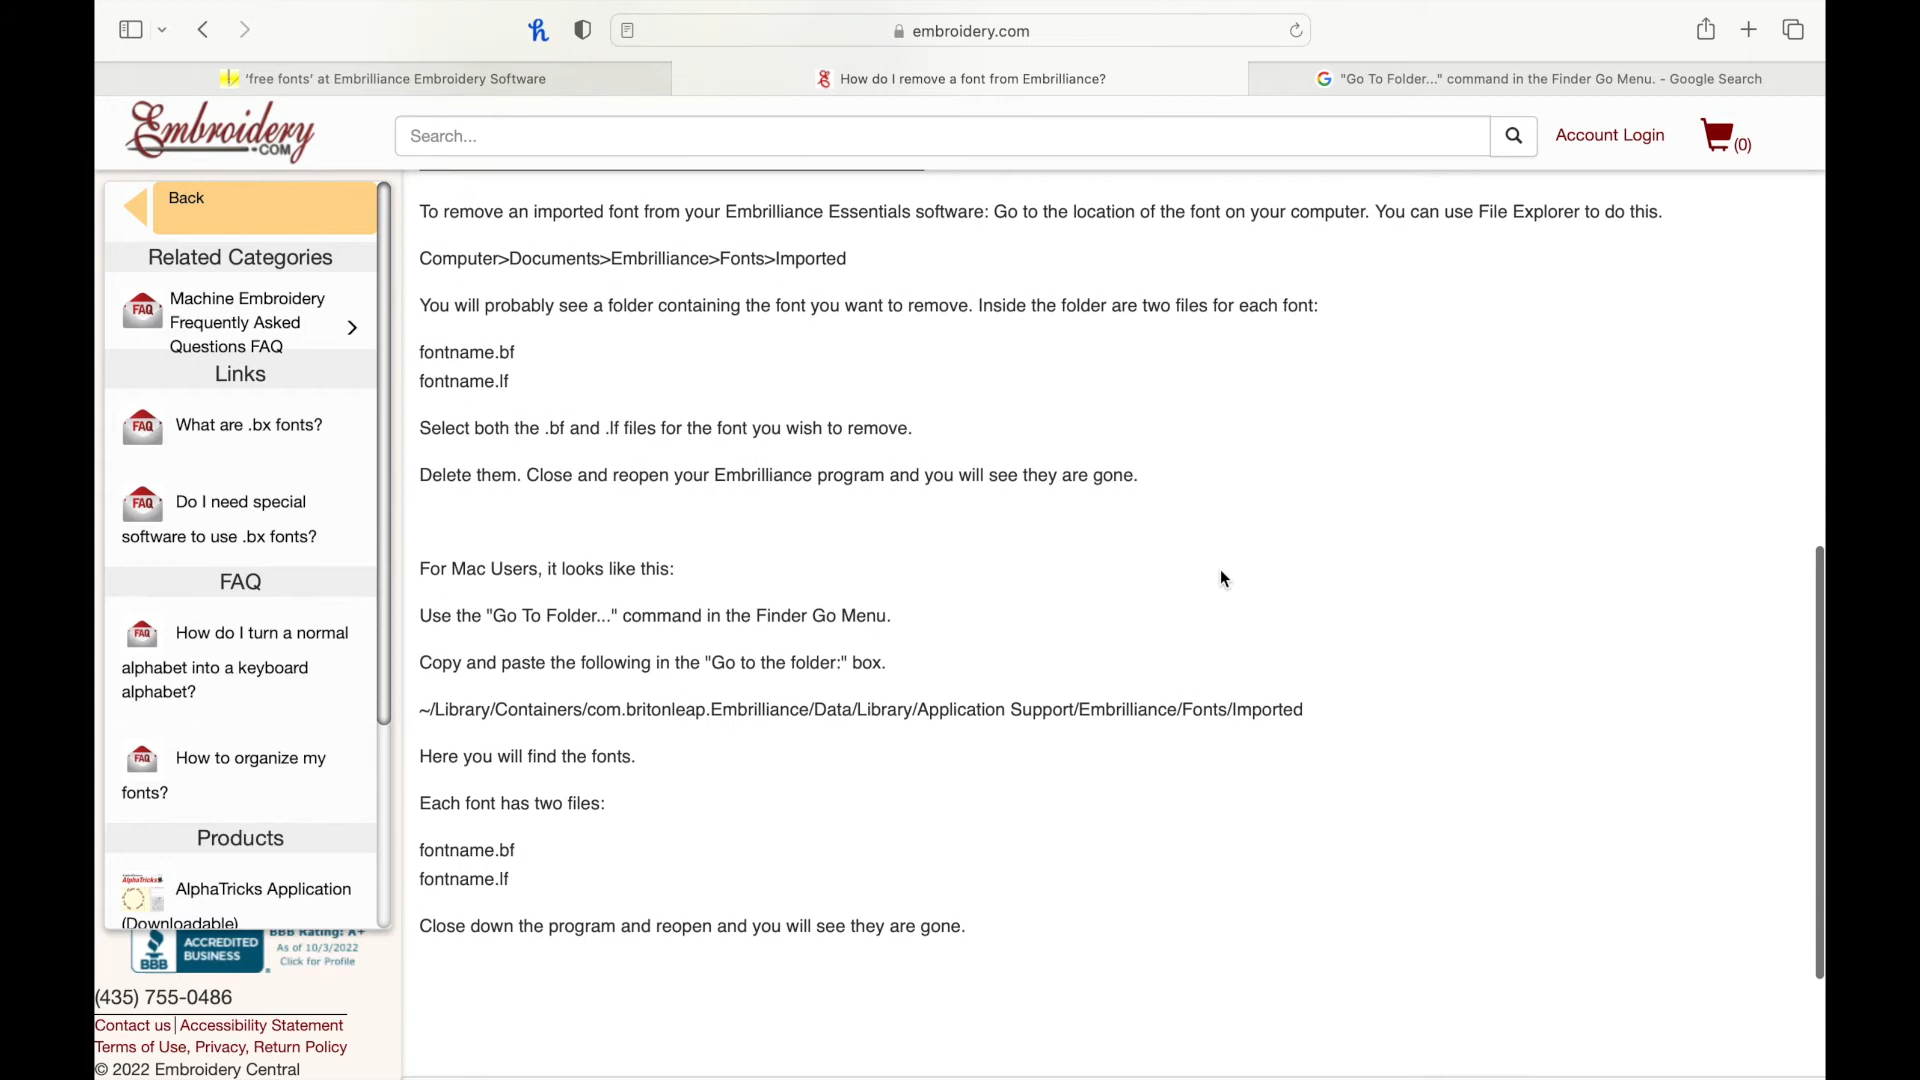 embroidery.com
'free fonts' at Embrilliance Embroidery Software
How do I remove a font from Embrilliance?
"Go To Folder..." command in the Finder Go Menu. - Google Search
Embroidery
.COM
Search...
Account Login
(0)
Back
Related Categories
FAQ
Machine Embroidery
Frequently Asked
Questions FAQ
Links
FAQ
What are .bx fonts?
FAQ
Do I need special
software to use .bx fonts?
FAQ
FAQ
How do I turn a normal
alphabet into a keyboard
alphabet?
FAQ
How to organize my
fonts?
Products
AlphaTricks
AlphaTricks Application
(Downloadable)
BBB
ACCREDITED
BUSINESS
BBB Rating: A+
As of 10/3/2022
Click for Profile
(435) 755-0486
Contact us| Accessibility Statement
Terms of Use, Privacy, Return Policy
© 2022 Embroidery Central
To remove an imported font from your Embrilliance Essentials software: Go to the location of the font on your computer. You can use File Explorer to do this.
Computer>Documents>Embrilliance>Fonts>Imported
You will probably see a folder containing the font you want to remove. Inside the folder are two files for each font:
fontname.bf
fontname.lf
Select both the .bf and .lf files for the font you wish to remove.
Delete them. Close and reopen your Embrilliance program and you will see they are gone.
For Mac Users, it looks like this:
Use the "Go To Folder..." command in the Finder Go Menu.
Copy and paste the following in the "Go to the folder:" box.
~/Library/Containers/com.britonleap.Embrilliance/Data/Library/Application Support/Embrilliance/Fonts/Imported
Here you will find the fonts.
Each font has two files:
fontname.bf
fontname.lf
Close down the program and reopen and you will see they are gone.